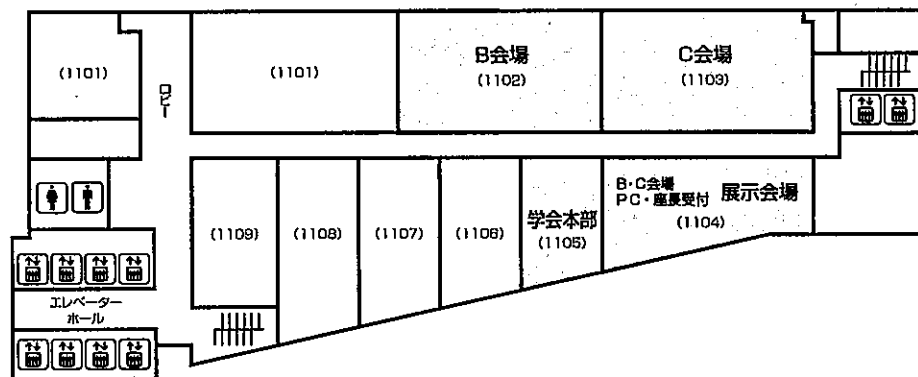 (1101)
ロビー
(1101)
B会場
(1102)
C会場
(1103)
(1109)
(1108)
(1107)
(1106)
学会本部
(1105)
B・C会場
PC・座長受付
展示会場
(1104)
エレベーター
ホール